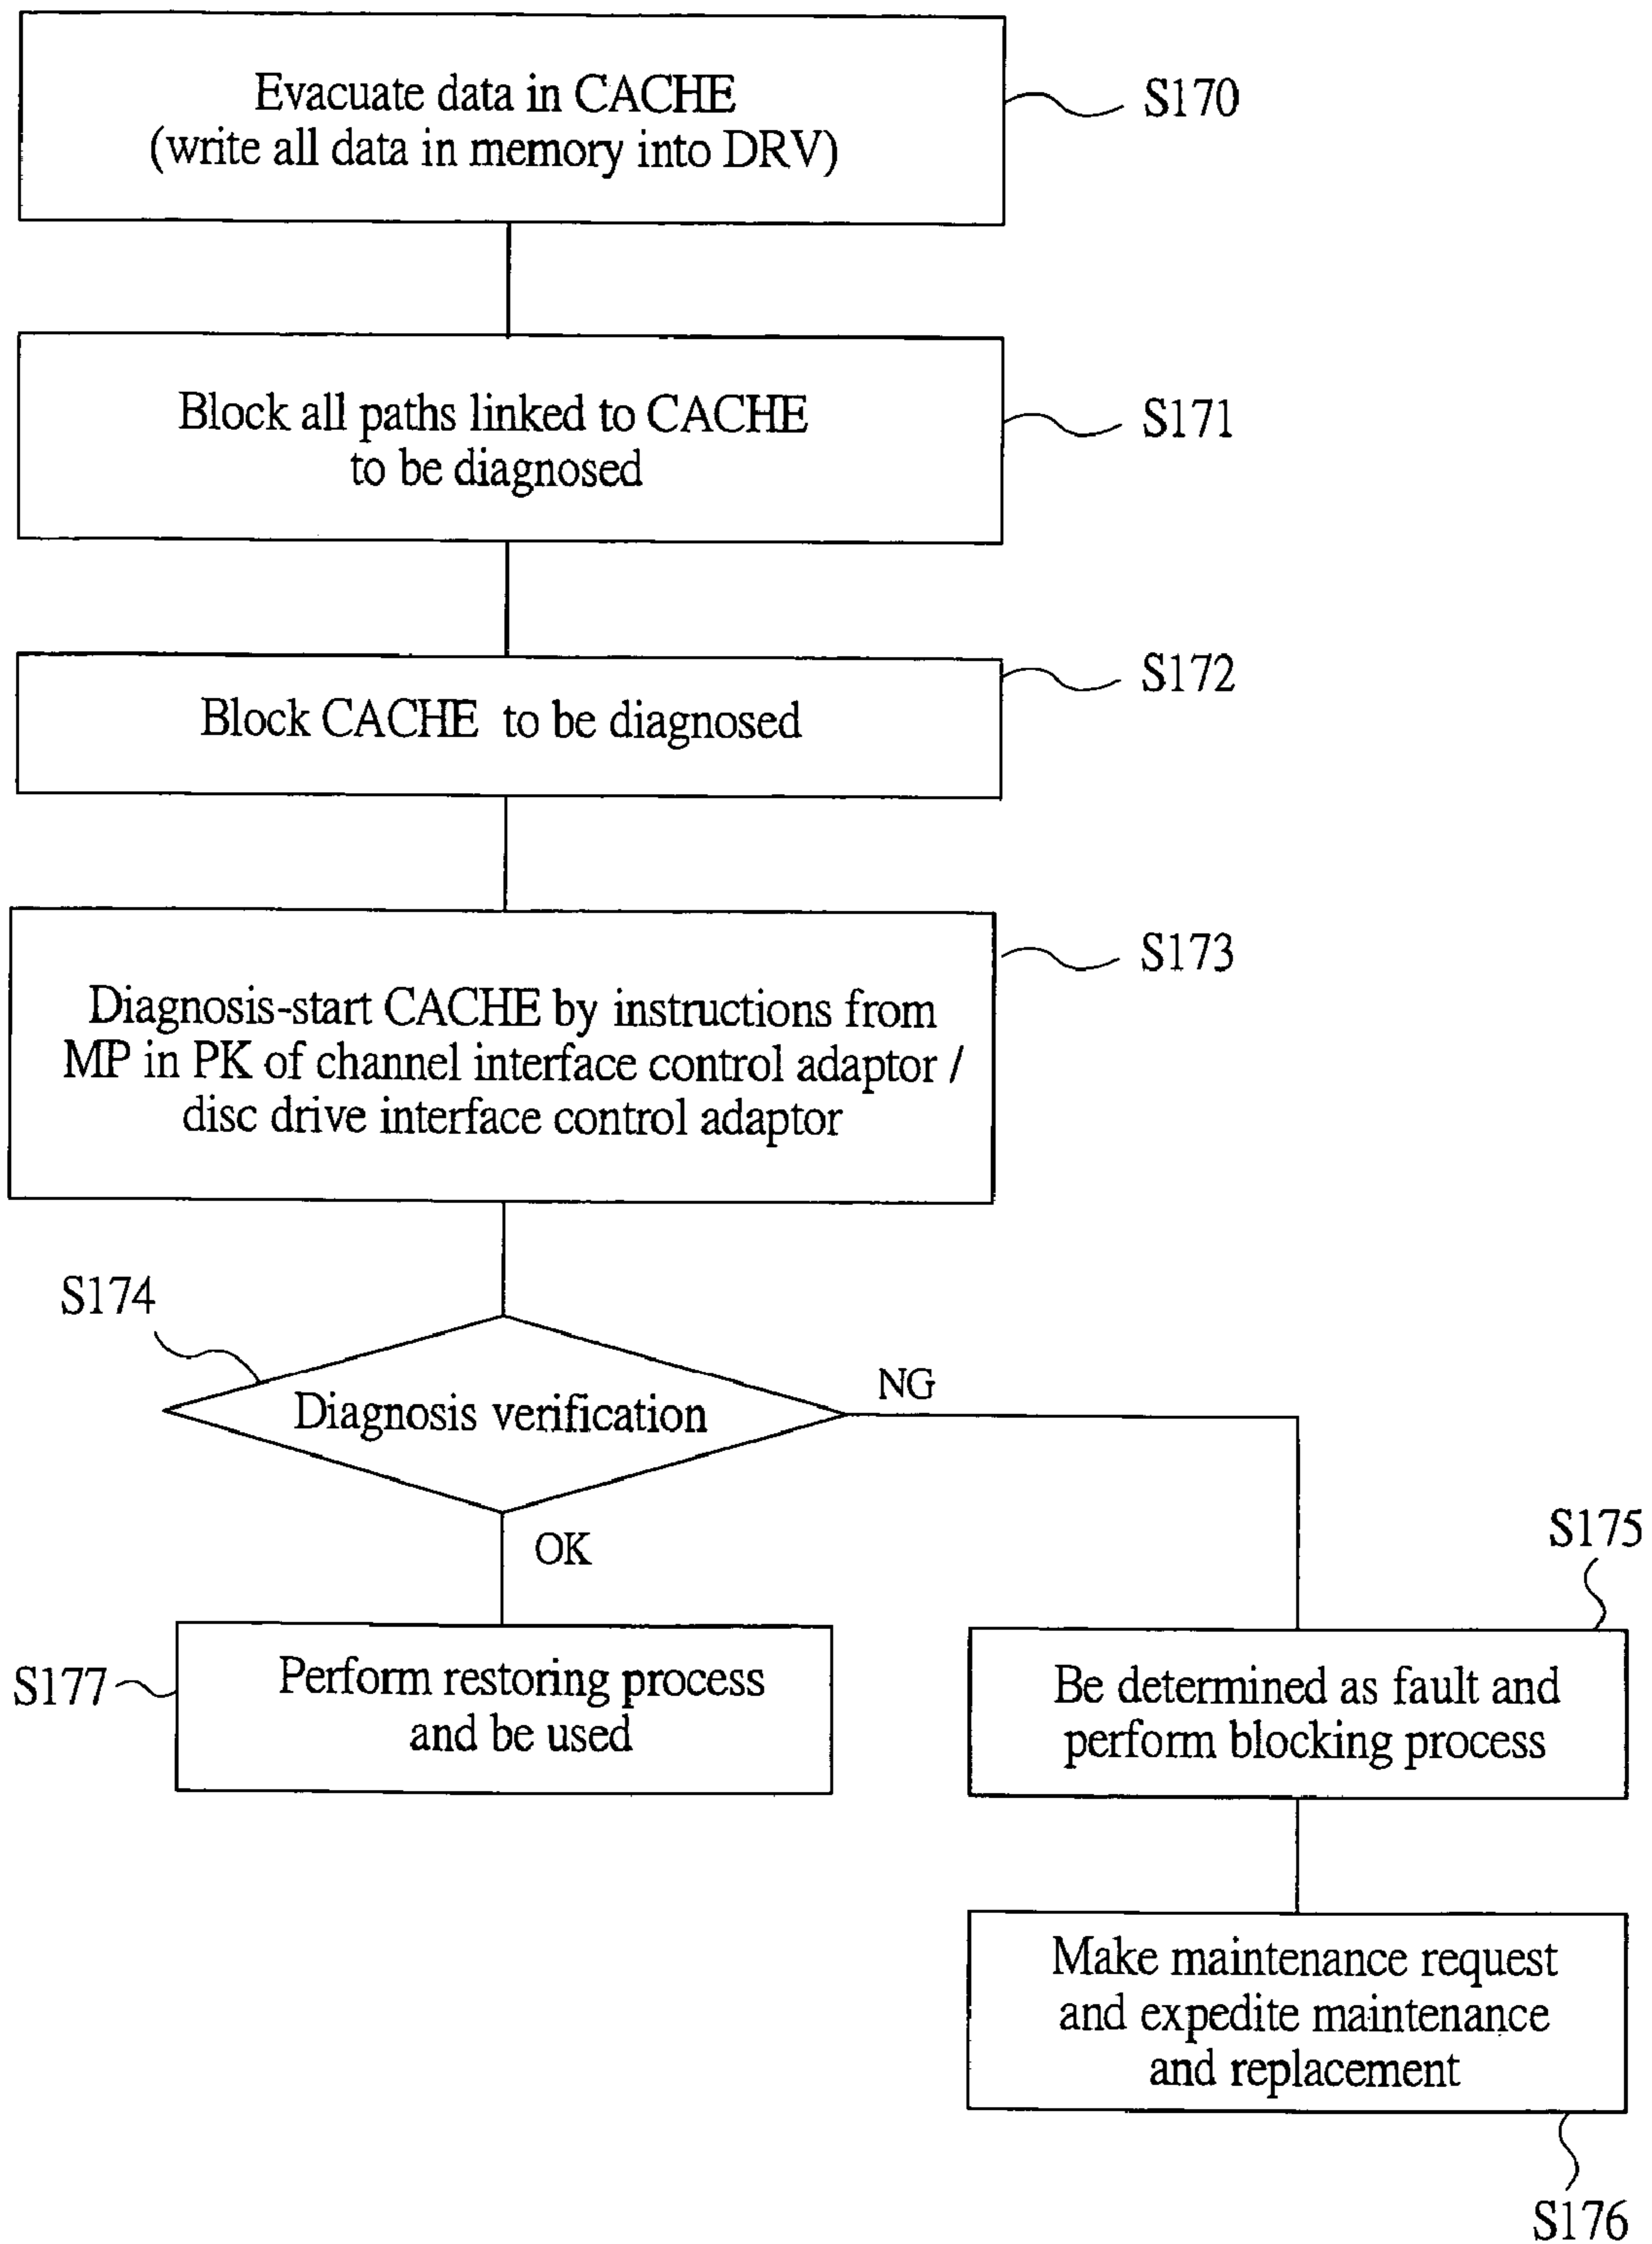 Evacuate data in CACHE
(write all data in memory into DRV)
S170
Block all paths linked to CACHE
to be diagnosed
S171
Block CACHE to be diagnosed
S172
Diagnosis-start CACHE by instructions from
MP in PK of channel interface control adaptor /
disc drive interface control adaptor
S173
S174
Diagnosis verification
NG
OK
S177
Perform restoring process
and be used
S175
Be determined as fault and
perform blocking process
Make maintenance request
and expedite maintenance
and replacement
S176